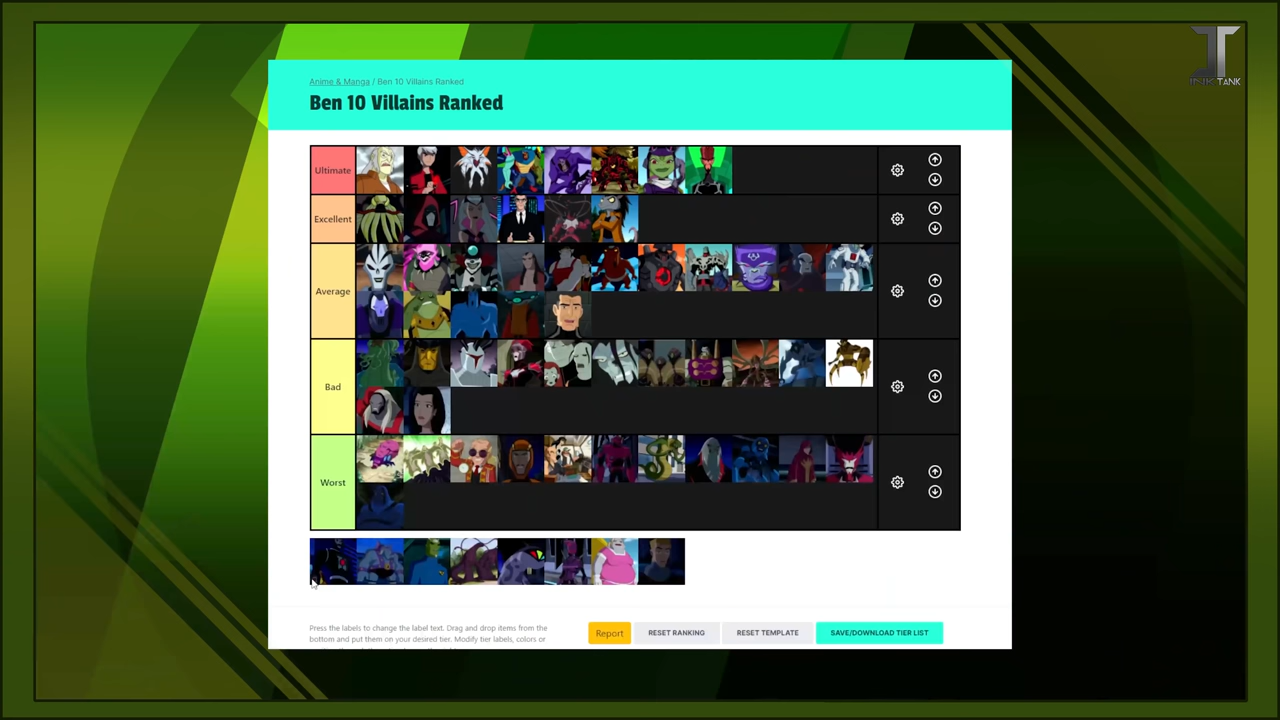 Anime & Manga / Ben 10 Villains Ranked
Ben 10 Villains Ranked
Ultimate
Excellent
Average
Bad
Worst
Press the labels to change the label text. Drag and drop items from the
bottom and put them on your desired tier. Modify tier labels, colors or
Report
RESET RANKING
RESET TEMPLATE
SAVE/DOWNLOAD TIER LIST
TANK